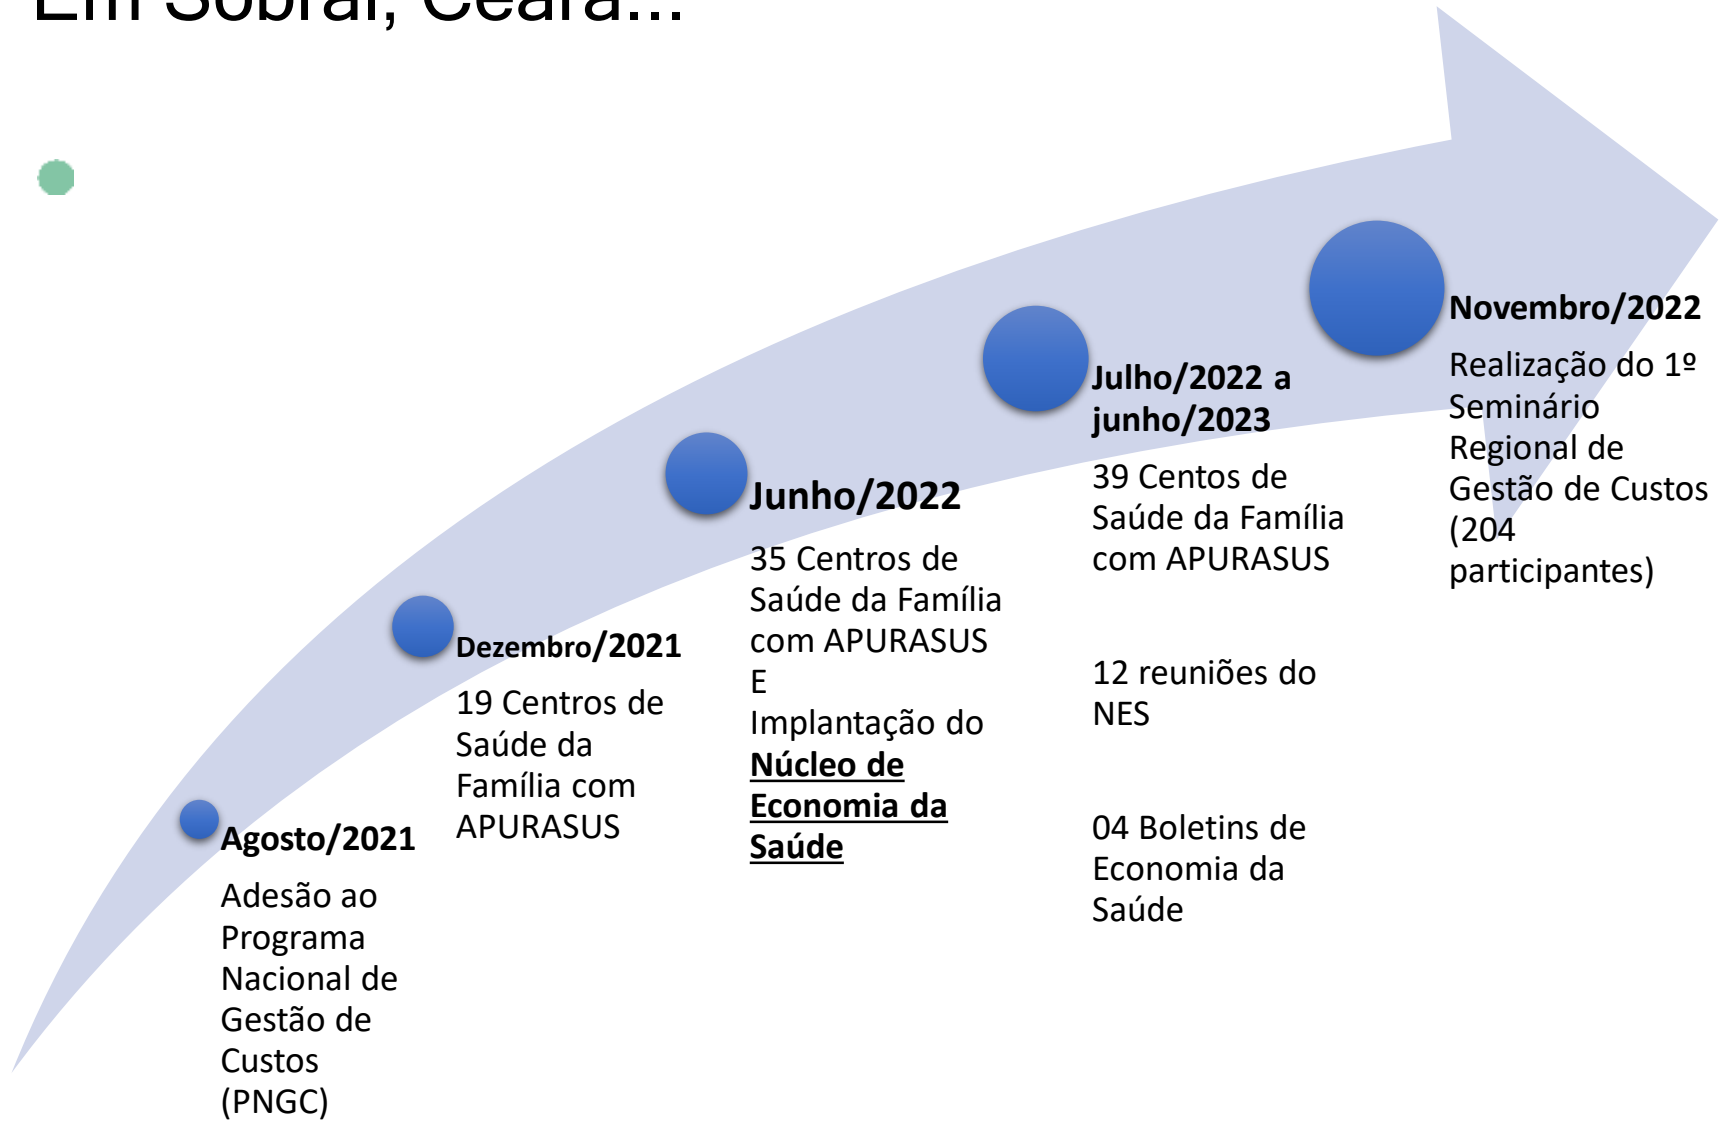 Em Sobral, Ceará...
Agosto/2021
Adesão ao
Programa
Nacional de
Gestão de
Custos
(PNGC)
Dezembro/2021
19 Centros de
Saúde da
Família com
APURASUS
Junho/2022
35 Centros de
Saúde da Família
com APURASUS
E
Implantação do
Núcleo de
Economia da
Saúde
Julho/2022 a
junho/2023
39 Centos de
Saúde da Família
com APURASUS
12 reuniões do
NES
04 Boletins de
Economia da
Saúde
Novembro/2022
Realização do 1º
Seminário
Regional de
Gestão de Custos
(204
participantes)